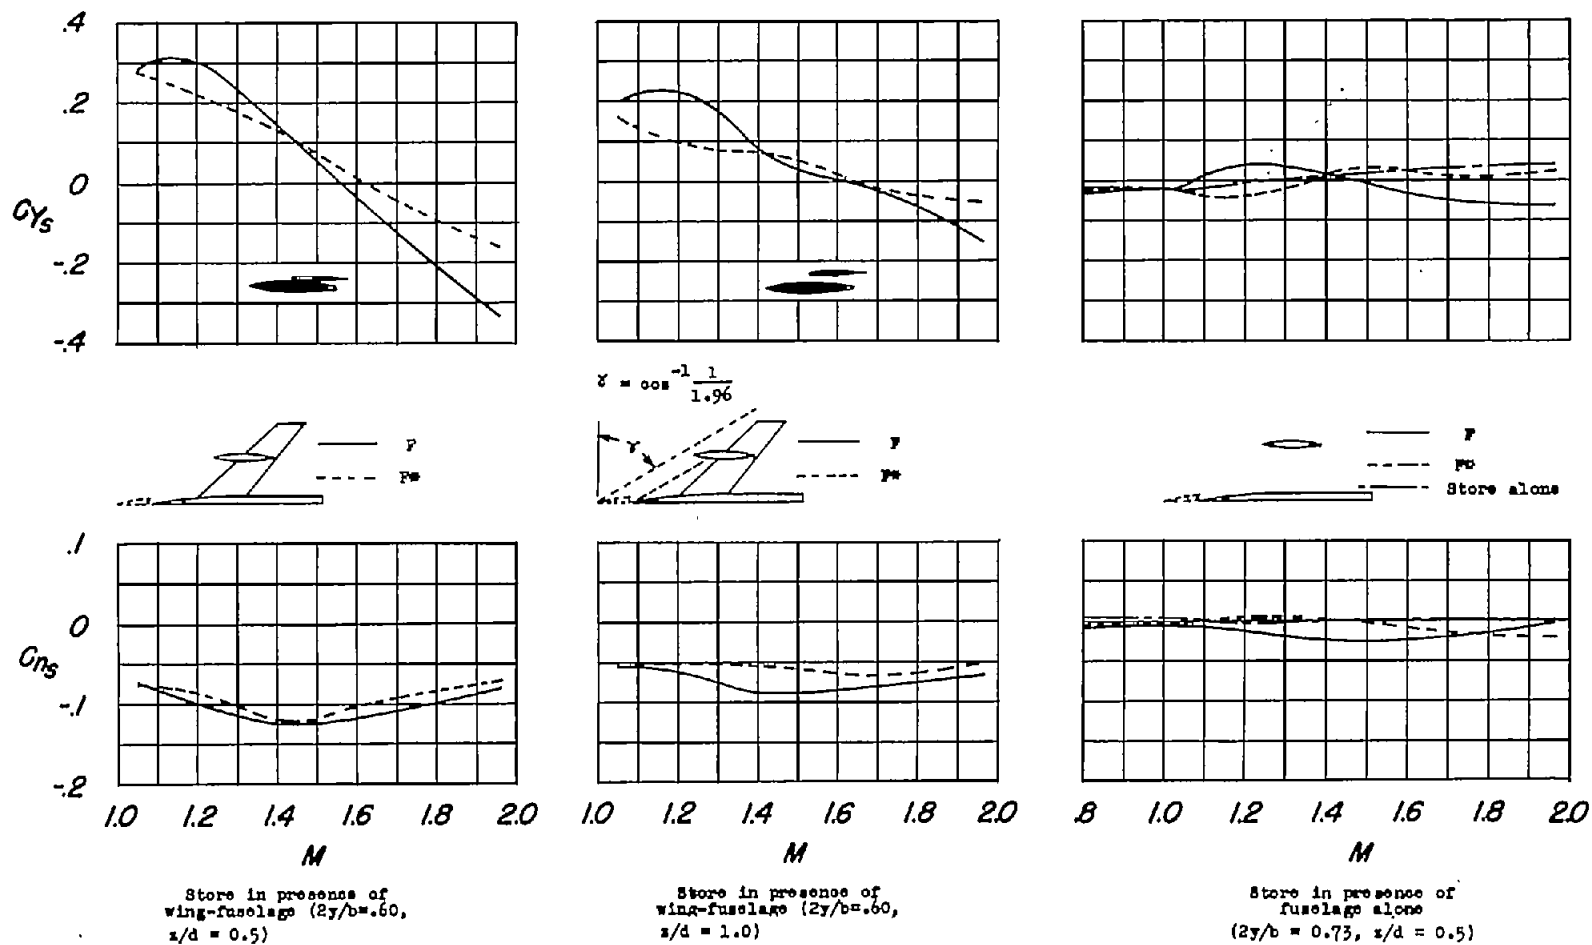 .4
.2
0
-.2
-.4
CYs
γ = cos⁻¹ 1/1.96
γ
F
F*
F
F*
F
F*
Store alone
.1
0
-.1
-.2
Cns
1.0 1.2 1.4 1.6 1.8 2.0
1.0 1.2 1.4 1.6 1.8 2.0
.8 1.0 1.2 1.4 1.6 1.8 2.0
M
M
M
Store in presence of
wing-fuselage (2y/b=.60,
z/d = 0.5)
Store in presence of
wing-fuselage (2y/b=.60,
z/d = 1.0)
Store in presence of
fuselage alone
(2y/b = 0.73, z/d = 0.5)